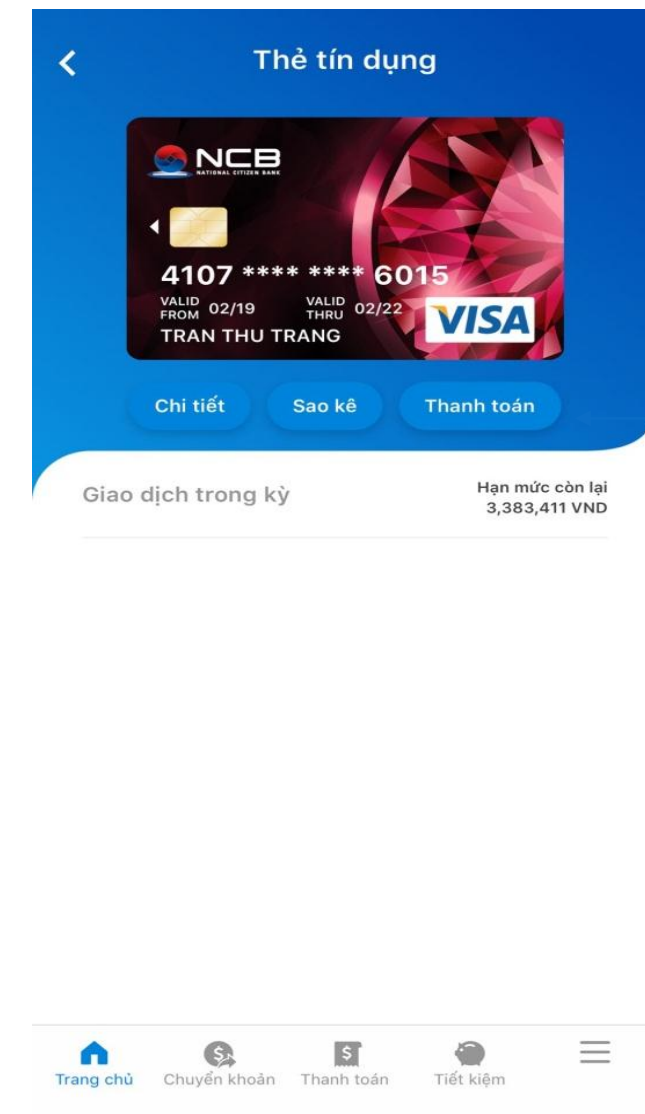 Thẻ tín dụng
NCB
NATIONAL CITIZEN BANK
4107 **** **** 6015
VALID FROM 02/19 VALID THRU 02/22
TRAN THU TRANG
VISA
Chi tiết Sao kê Thanh toán
Giao dịch trong kỳ Hạn mức còn lại
3,383,411 VND
Trang chủ Chuyển khoản Thanh toán Tiết kiệm